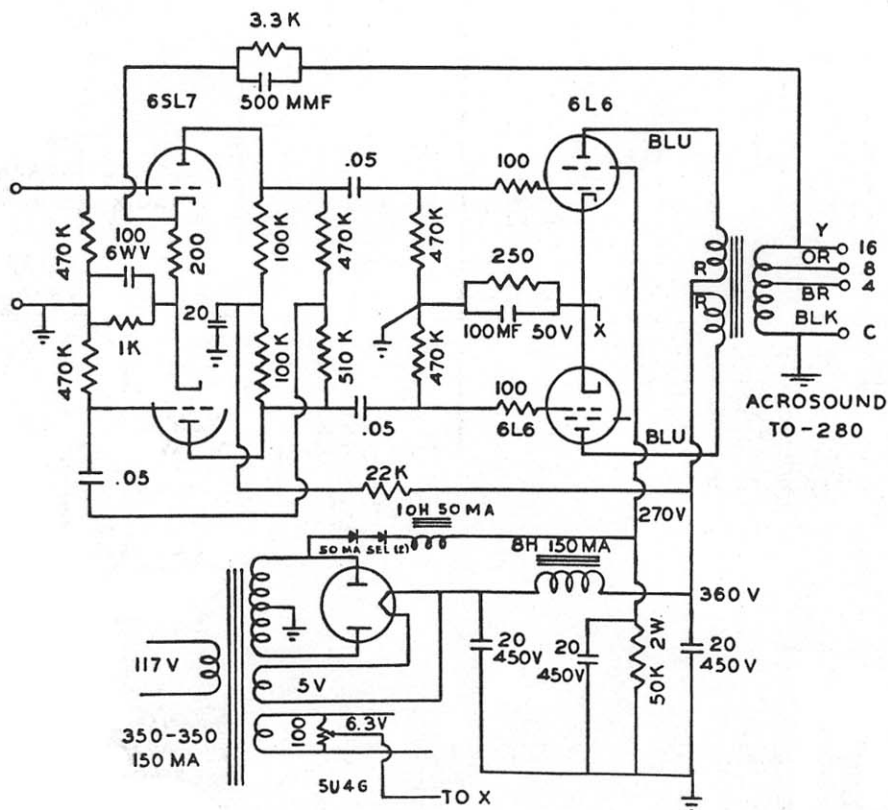 3.3 K
500 MMF
6SL7
6L6
BLU
.05
100
470K
100
6WV
200
100K
470K
470K
250
Y
16
OR
8
R
BR
4
R
BLK
C
20
100MF 50V
X
1K
470K
100K
510K
470K
100
6L6
.05
BLU
ACROSOUND
TO-280
.05
22K
10H 50MA
270V
50 MA SEL (2)
8H 150MA
360V
117V
20
450V
20
450V
50K 2W.
20
450V
5V
350-350
150 MA
100
6.3V
5U4G
TO X